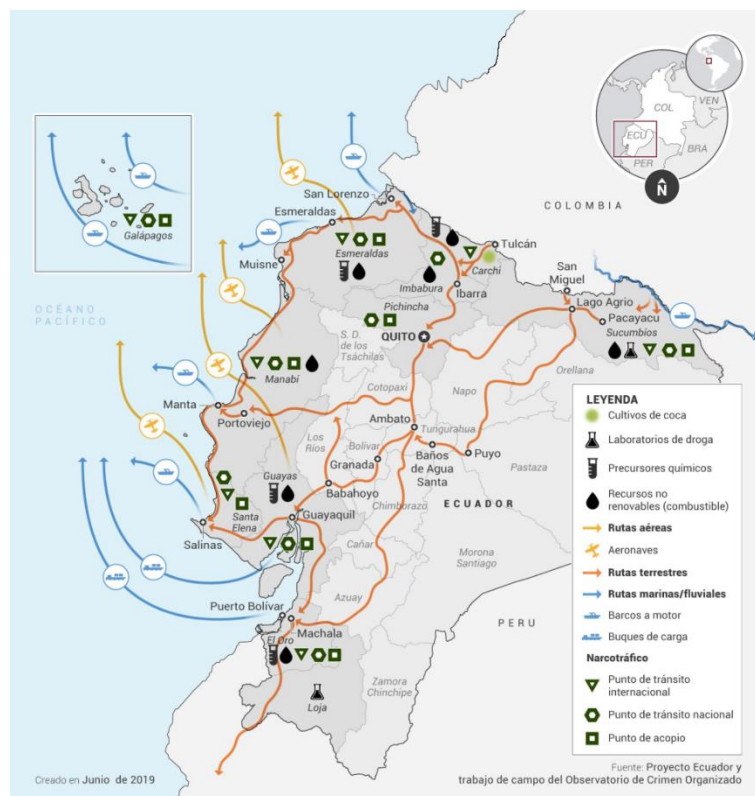 COL
VEN
ECU
BRA
PER
N
COLOMBIA
Galápagos
OCÉANO
PACÍFICO
San Lorenzo
Esmeraldas
Esmeraldas
Muisne
Tulcán
Carchi
Imbabura
Ibarra
San
Miguel
Lago Agrio
Pacayacu
Sucumbíos
Pichincha
QUITO
S. D.
de los
Tsáchilas
Orellana
Manabí
Cotopaxi
Napo
Manta
Portoviejo
Ambato
Tungurahua
Los
Ríos
Bolívar
Baños
de Agua
Santa
Puyo
Pastaza
Guayas
Granada
Babahoyo
Chimborazo
ECUADOR
Santa
Elena
Guayaquil
Salinas
Cañar
Morona
Santiago
Azuay
Puerto Bolívar
Machala
El Oro
PERU
Zamora
Chinchipe
Loja
LEYENDA
Cultivos de coca
Laboratorios de droga
Precursores químicos
Recursos no
renovables (combustible)
Rutas aéreas
Aeronaves
Rutas terrestres
Rutas marinas/fluviales
Barcos a motor
Buques de carga
Narcotráfico
Punto de tránsito
internacional
Punto de tránsito nacional
Punto de acopio
Creado en Junio de 2019
Fuente: Proyecto Ecuador y
trabajo de campo del Observatorio de Crimen Organizado